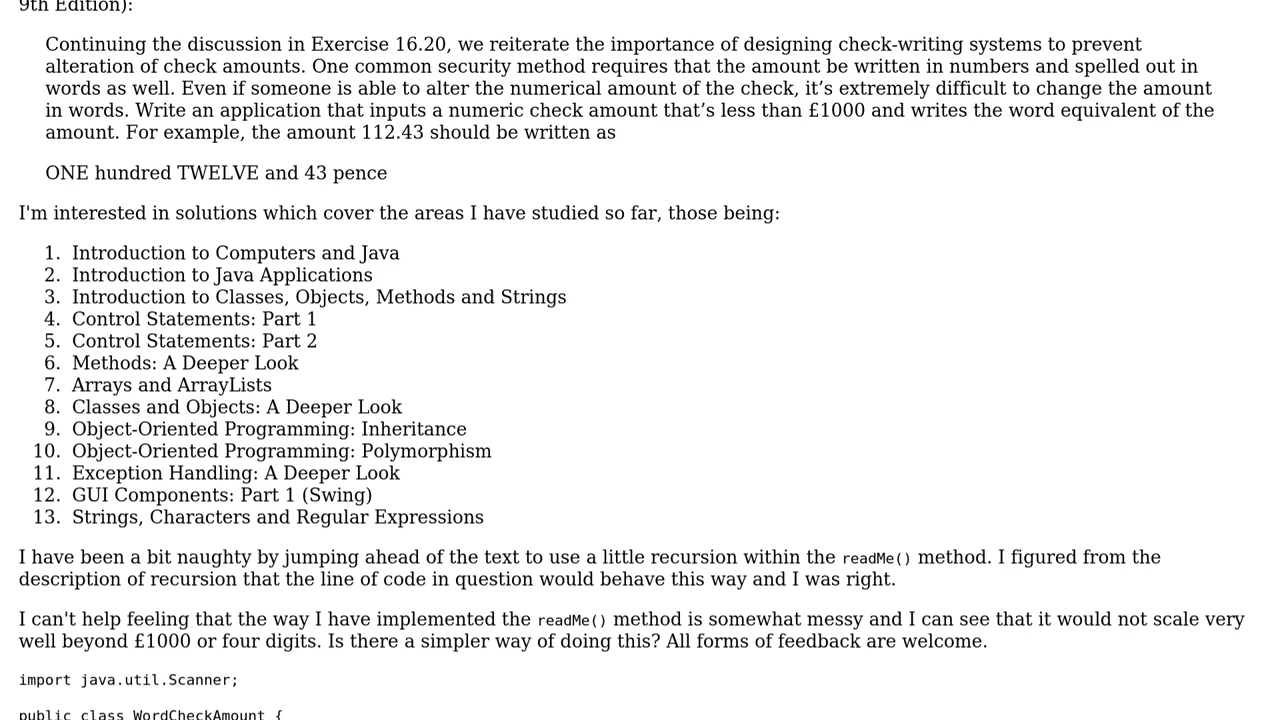 9th Edition):
Continuing the discussion in Exercise 16.20, we reiterate the importance of designing check-writing systems to prevent
alteration of check amounts. One common security method requires that the amount be written in numbers and spelled out in
words as well. Even if someone is able to alter the numerical amount of the check, it’s extremely difficult to change the amount
in words. Write an application that inputs a numeric check amount that’s less than £1000 and writes the word equivalent of the
amount. For example, the amount 112.43 should be written as
ONE hundred TWELVE and 43 pence
I'm interested in solutions which cover the areas I have studied so far, those being:
1. Introduction to Computers and Java
2. Introduction to Java Applications
3. Introduction to Classes, Objects, Methods and Strings
4. Control Statements: Part 1
5. Control Statements: Part 2
6. Methods: A Deeper Look
7. Arrays and ArrayLists
8. Classes and Objects: A Deeper Look
9. Object-Oriented Programming: Inheritance
10. Object-Oriented Programming: Polymorphism
11. Exception Handling: A Deeper Look
12. GUI Components: Part 1 (Swing)
13. Strings, Characters and Regular Expressions
I have been a bit naughty by jumping ahead of the text to use a little recursion within the readMe() method. I figured from the
description of recursion that the line of code in question would behave this way and I was right.
I can't help feeling that the way I have implemented the readMe() method is somewhat messy and I can see that it would not scale very
well beyond £1000 or four digits. Is there a simpler way of doing this? All forms of feedback are welcome.
import java.util.Scanner;
public class WordCheckAmount {